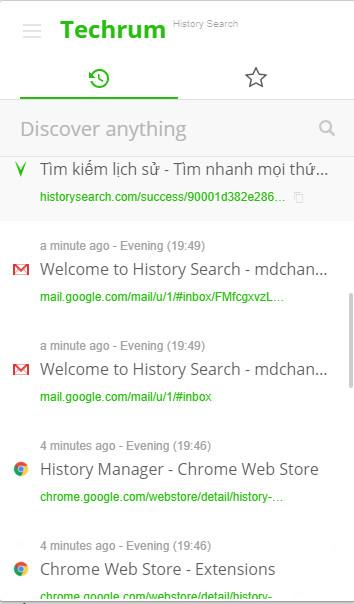 Techrum History Search
Discover anything
Tìm kiếm lịch sử - Tìm nhanh mọi thứ...
historysearch.com/success/90001d382e286...
a minute ago - Evening (19:49)
Welcome to History Search - mdchan...
mail.google.com/mail/u/1/#inbox/FMfcgxvzL...
a minute ago - Evening (19:49)
Welcome to History Search - mdchan...
mail.google.com/mail/u/1/#inbox
4 minutes ago - Evening (19:46)
History Manager - Chrome Web Store
chrome.google.com/webstore/detail/history-...
4 minutes ago - Evening (19:46)
Chrome Web Store - Extensions
chrome.google.com/webstore/detail/history-